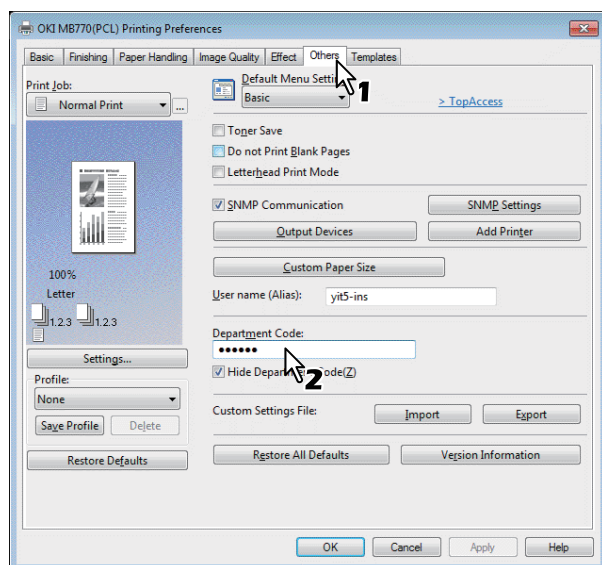 OKI MB770(PCL) Printing Preferences
Basic Finishing Paper Handling Image Quality Effect Others Templates
Print Job:
Normal Print ...
100%
Letter
1.2.3 1.2.3
Settings...
Profile:
None
Save Profile Delete
Restore Defaults
Default Menu Settin
1
Basic
> TopAccess
Toner Save
Do not Print Blank Pages
Letterhead Print Mode
SNMP Communication SNMP Settings
Output Devices Add Printer
Custom Paper Size
User name (Alias): yit5-ins
Department Code:
••••••
Hide Departmen Code(Z)
2
Custom Settings File: Import Export
Restore All Defaults Version Information
OK Cancel Apply Help